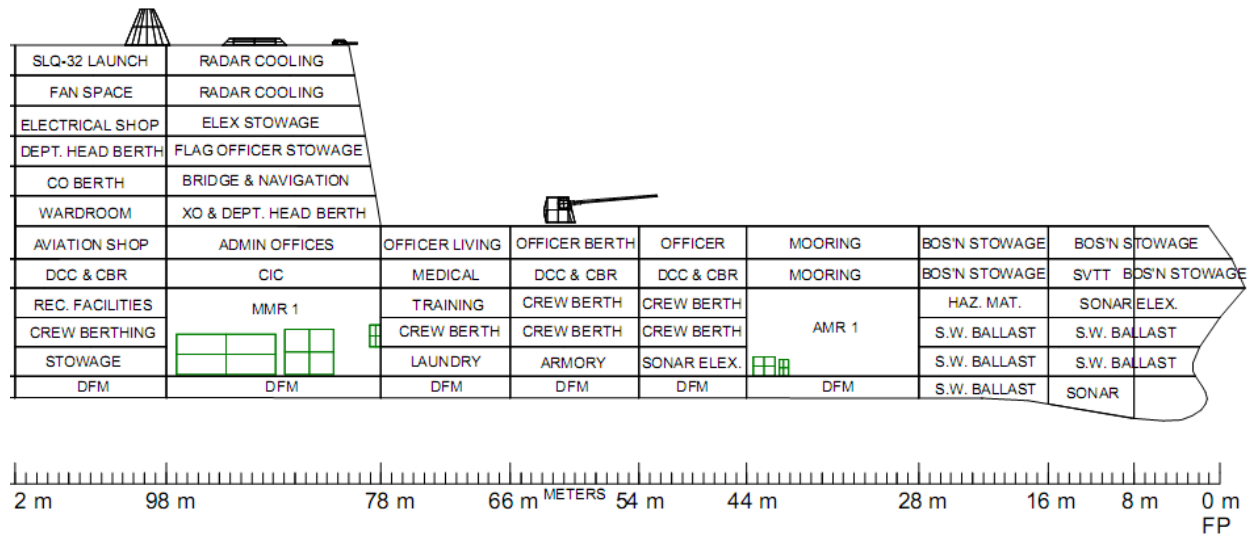 SLQ-32 LAUNCH RADAR COOLING
FAN SPACE RADAR COOLING
ELECTRICAL SHOP ELEX STOWAGE
DEPT. HEAD BERTH FLAG OFFICER STOWAGE
CO BERTH BRIDGE & NAVIGATION
WARDROOM XO & DEPT. HEAD BERTH
AVIATION SHOP ADMIN OFFICES OFFICER LIVING OFFICER BERTH OFFICER MOORING BOS'N STOWAGE BOS'N STOWAGE
DCC & CBR CIC MEDICAL DCC & CBR DCC & CBR MOORING BOS'N STOWAGE SVTT BOS'N STOWAGE
REC. FACILITIES MMR 1 TRAINING CREW BERTH CREW BERTH AMR 1 HAZ. MAT. SONAR ELEX.
CREW BERTHING CREW BERTH CREW BERTH CREW BERTH S.W. BALLAST S.W. BALLAST
STOWAGE LAUNDRY ARMORY SONAR ELEX. S.W. BALLAST S.W. BALLAST
DFM DFM DFM DFM DFM DFM S.W. BALLAST SONAR
2 m 98 m 78 m 66 m METERS 54 m 44 m 28 m 16 m 8 m 0 m
FP